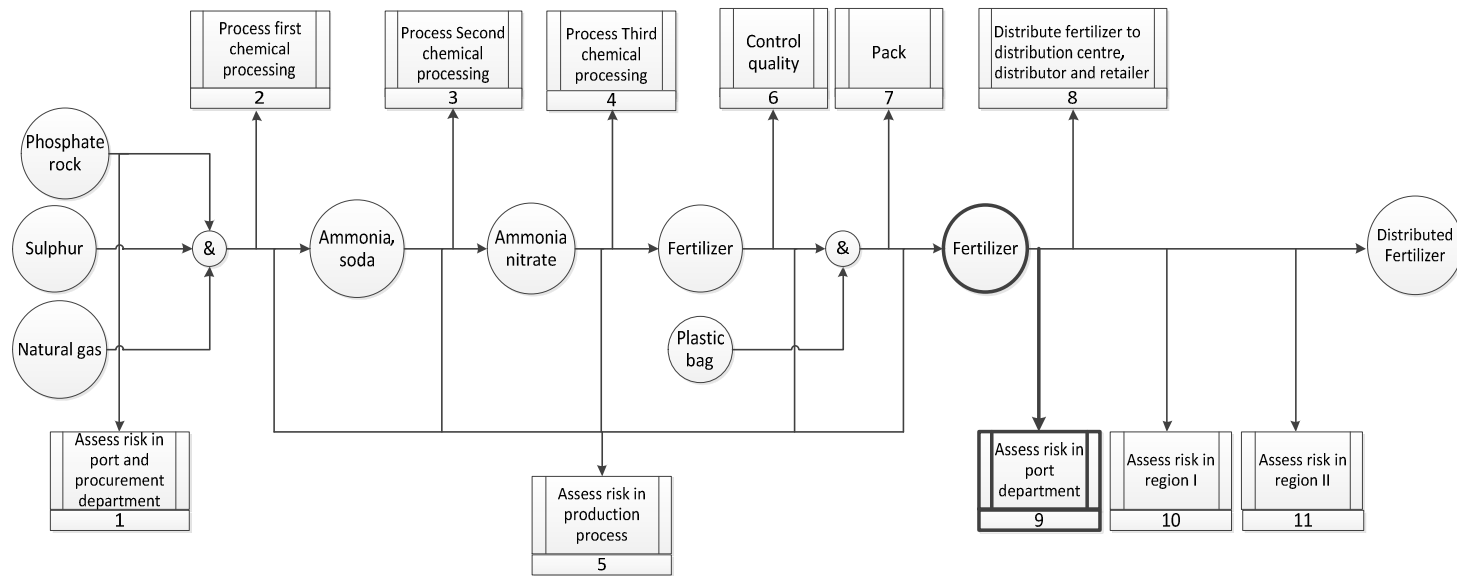 Process first
chemical
processing
2
Process Second
chemical
processing
3
Process Third
chemical
processing
4
Control
quality
6
Pack
7
Distribute fertilizer to
distribution centre,
distributor and retailer
8
Phosphate
rock
Sulphur
Natural gas
&
Ammonia,
soda
Ammonia
nitrate
Fertilizer
&
Plastic
bag
Fertilizer
Distributed
Fertilizer
Assess risk in
port and
procurement
department
1
Assess risk in
production
process
5
Assess risk in
port
department
9
Assess risk in
region I
10
Assess risk in
region II
11